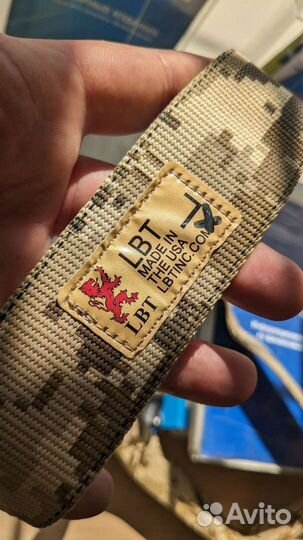 LBT
MADE IN
THE USA
LBTINC.COM
LBT
Avito